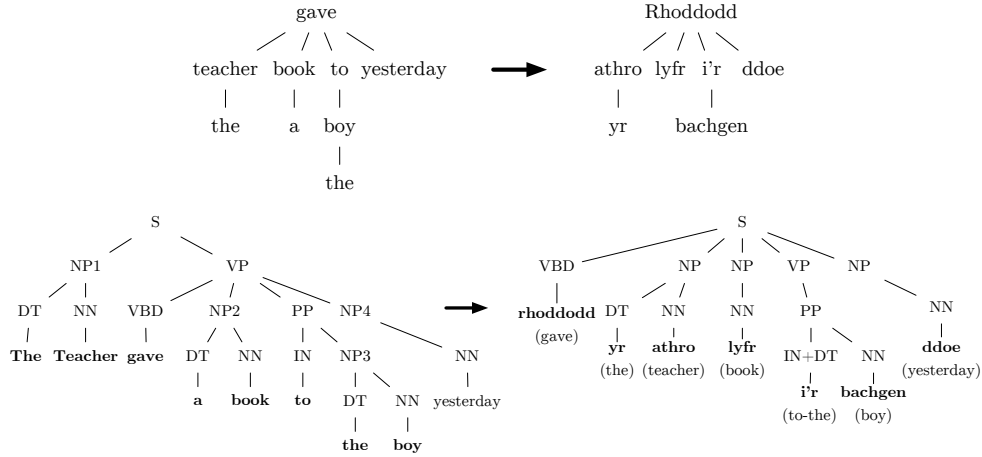 gave Rhoddodd
teacher book to yesterday athro lyfr i'r ddoe
the a boy yr bachgen
the
S S
NP1 VP VBD NP NP VP NP
DT NN VBD NP2 PP NP4 rhoddodd DT NN NN PP NN
(gave)
The Teacher gave DT NN IN NP3 NN yr athro lyfr IN+DT NN ddoe
(the) (teacher) (book) (yesterday)
a book to DT NN yesterday i'r bachgen
(to-the) (boy)
the boy